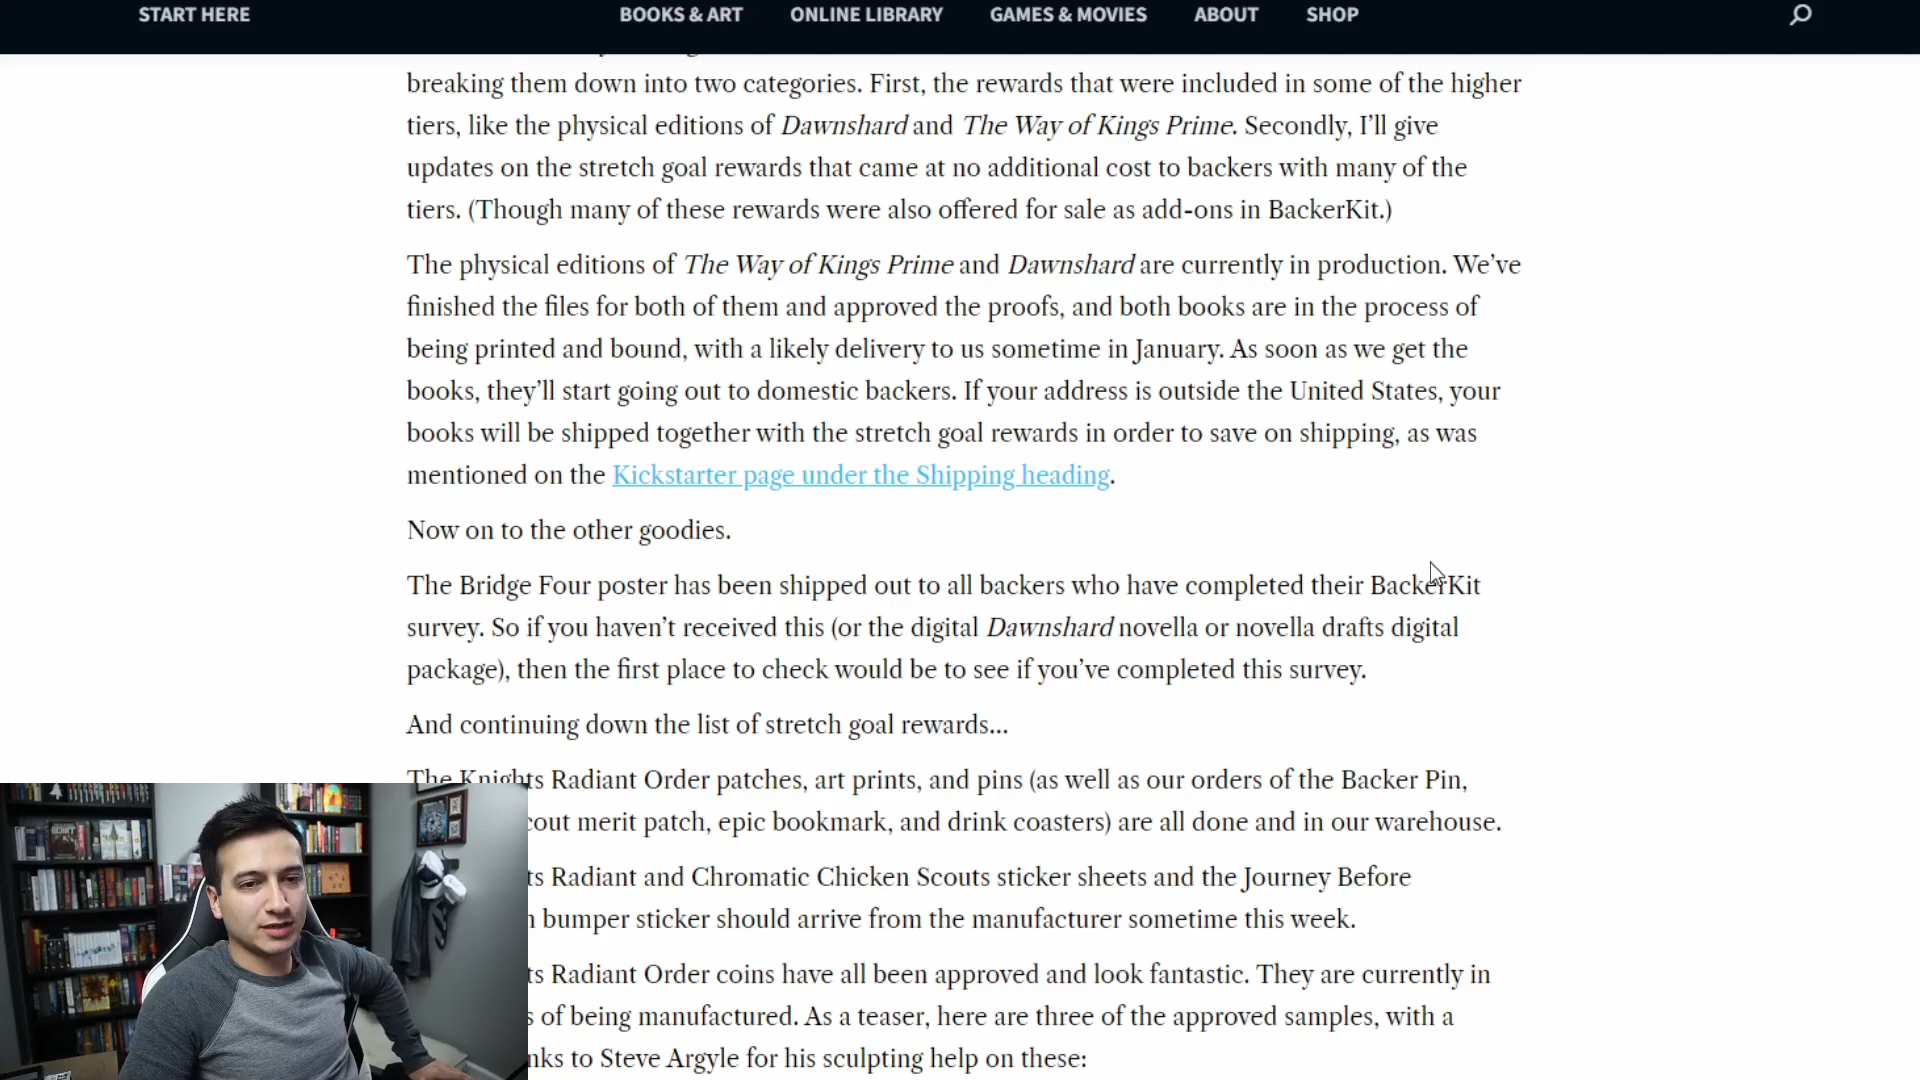 START HERE BOOKS & ART ONLINE LIBRARY GAMES & MOVIES ABOUT SHOP
breaking them down into two categories. First, the rewards that were included in some of the higher
tiers, like the physical editions of Dawnshard and The Way of Kings Prime. Secondly, I’ll give
updates on the stretch goal rewards that came at no additional cost to backers with many of the
tiers. (Though many of these rewards were also offered for sale as add-ons in BackerKit.)
The physical editions of The Way of Kings Prime and Dawnshard are currently in production. We’ve
finished the files for both of them and approved the proofs, and both books are in the process of
being printed and bound, with a likely delivery to us sometime in January. As soon as we get the
books, they’ll start going out to domestic backers. If your address is outside the United States, your
books will be shipped together with the stretch goal rewards in order to save on shipping, as was
mentioned on the Kickstarter page under the Shipping heading.
Now on to the other goodies.
The Bridge Four poster has been shipped out to all backers who have completed their BackerKit
survey. So if you haven’t received this (or the digital Dawnshard novella or novella drafts digital
package), then the first place to check would be to see if you’ve completed this survey.
And continuing down the list of stretch goal rewards...
The Knights Radiant Order patches, art prints, and pins (as well as our orders of the Backer Pin,
cout merit patch, epic bookmark, and drink coasters) are all done and in our warehouse.
ts Radiant and Chromatic Chicken Scouts sticker sheets and the Journey Before
n bumper sticker should arrive from the manufacturer sometime this week.
ts Radiant Order coins have all been approved and look fantastic. They are currently in
s of being manufactured. As a teaser, here are three of the approved samples, with a
nks to Steve Argyle for his sculpting help on these: